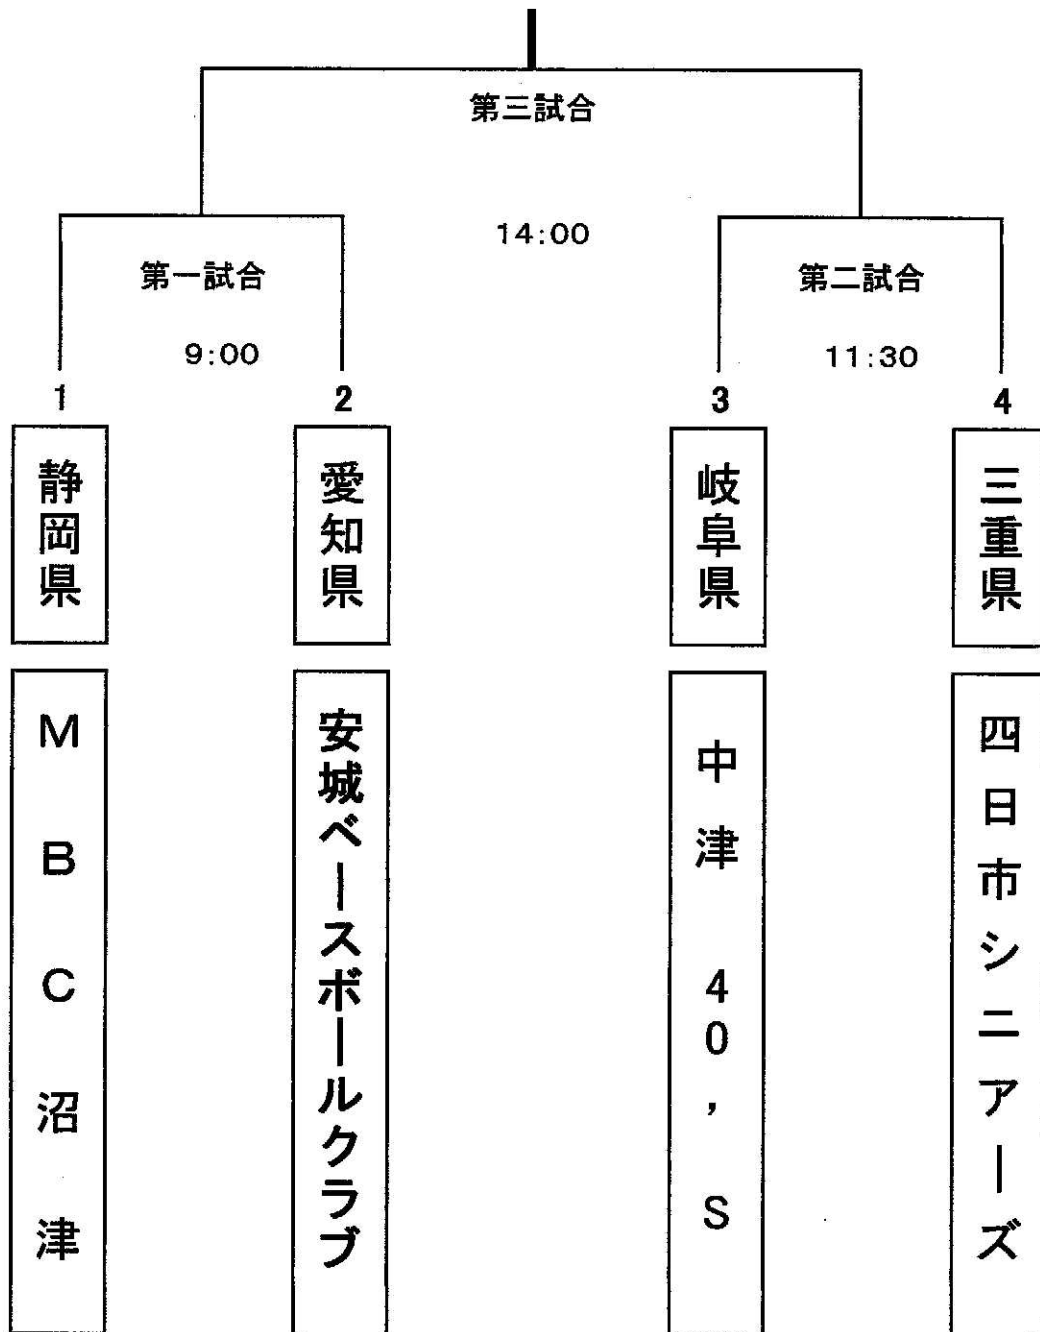 第三試合
14:00
第一試合
9:00
第二試合
11:30
1
2
3
4
静岡県
愛知県
岐阜県
三重県
MBC沼津
安城ベースボールクラブ
中津 40,S
四日市シニアーズ